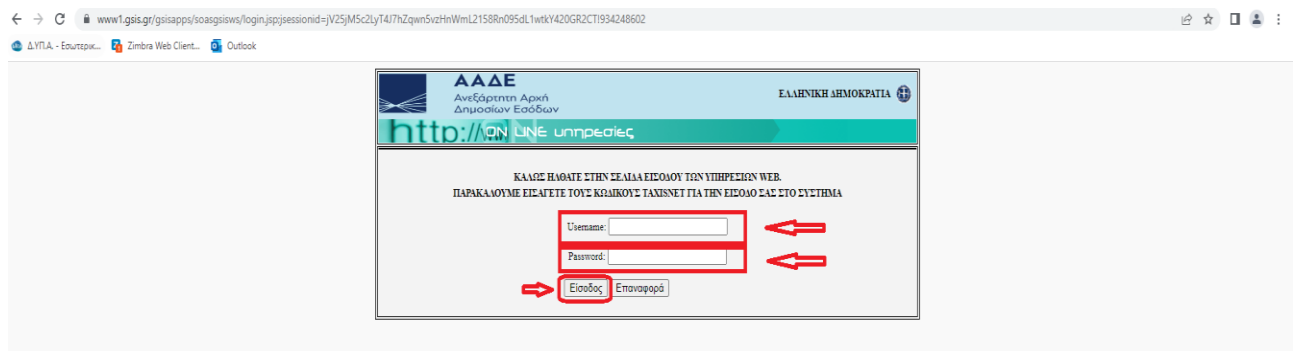 www1.gsis.gr/gsisapps/soasgsisws/login.jsp;jsessionid=jV25jM5c2LyT4J7hZqwn5vzHnWmL2158Rn095dL1wtkY420GR2CT!934248602
Δ.ΥΠ.Α. - Εσωτερικ... Zimbra Web Client... Outlook
ΑΑΔΕ
Ανεξάρτητη Αρχή
Δημοσίων Εσόδων
ΕΛΛΗΝΙΚΗ ΔΗΜΟΚΡΑΤΙΑ
http:// ON LINE υπηρεσίες
ΚΑΛΩΣ ΗΛΘΑΤΕ ΣΤΗΝ ΣΕΛΙΔΑ ΕΙΣΟΔΟΥ ΤΩΝ ΥΠΗΡΕΣΙΩΝ WEB.
ΠΑΡΑΚΑΛΟΥΜΕ ΕΙΣΑΓΕΤΕ ΤΟΥΣ ΚΩΔΙΚΟΥΣ TAXISNET ΓΙΑ ΤΗΝ ΕΙΣΟΔΟ ΣΑΣ ΣΤΟ ΣΥΣΤΗΜΑ
Username:
Password:
Είσοδος Επαναφορά